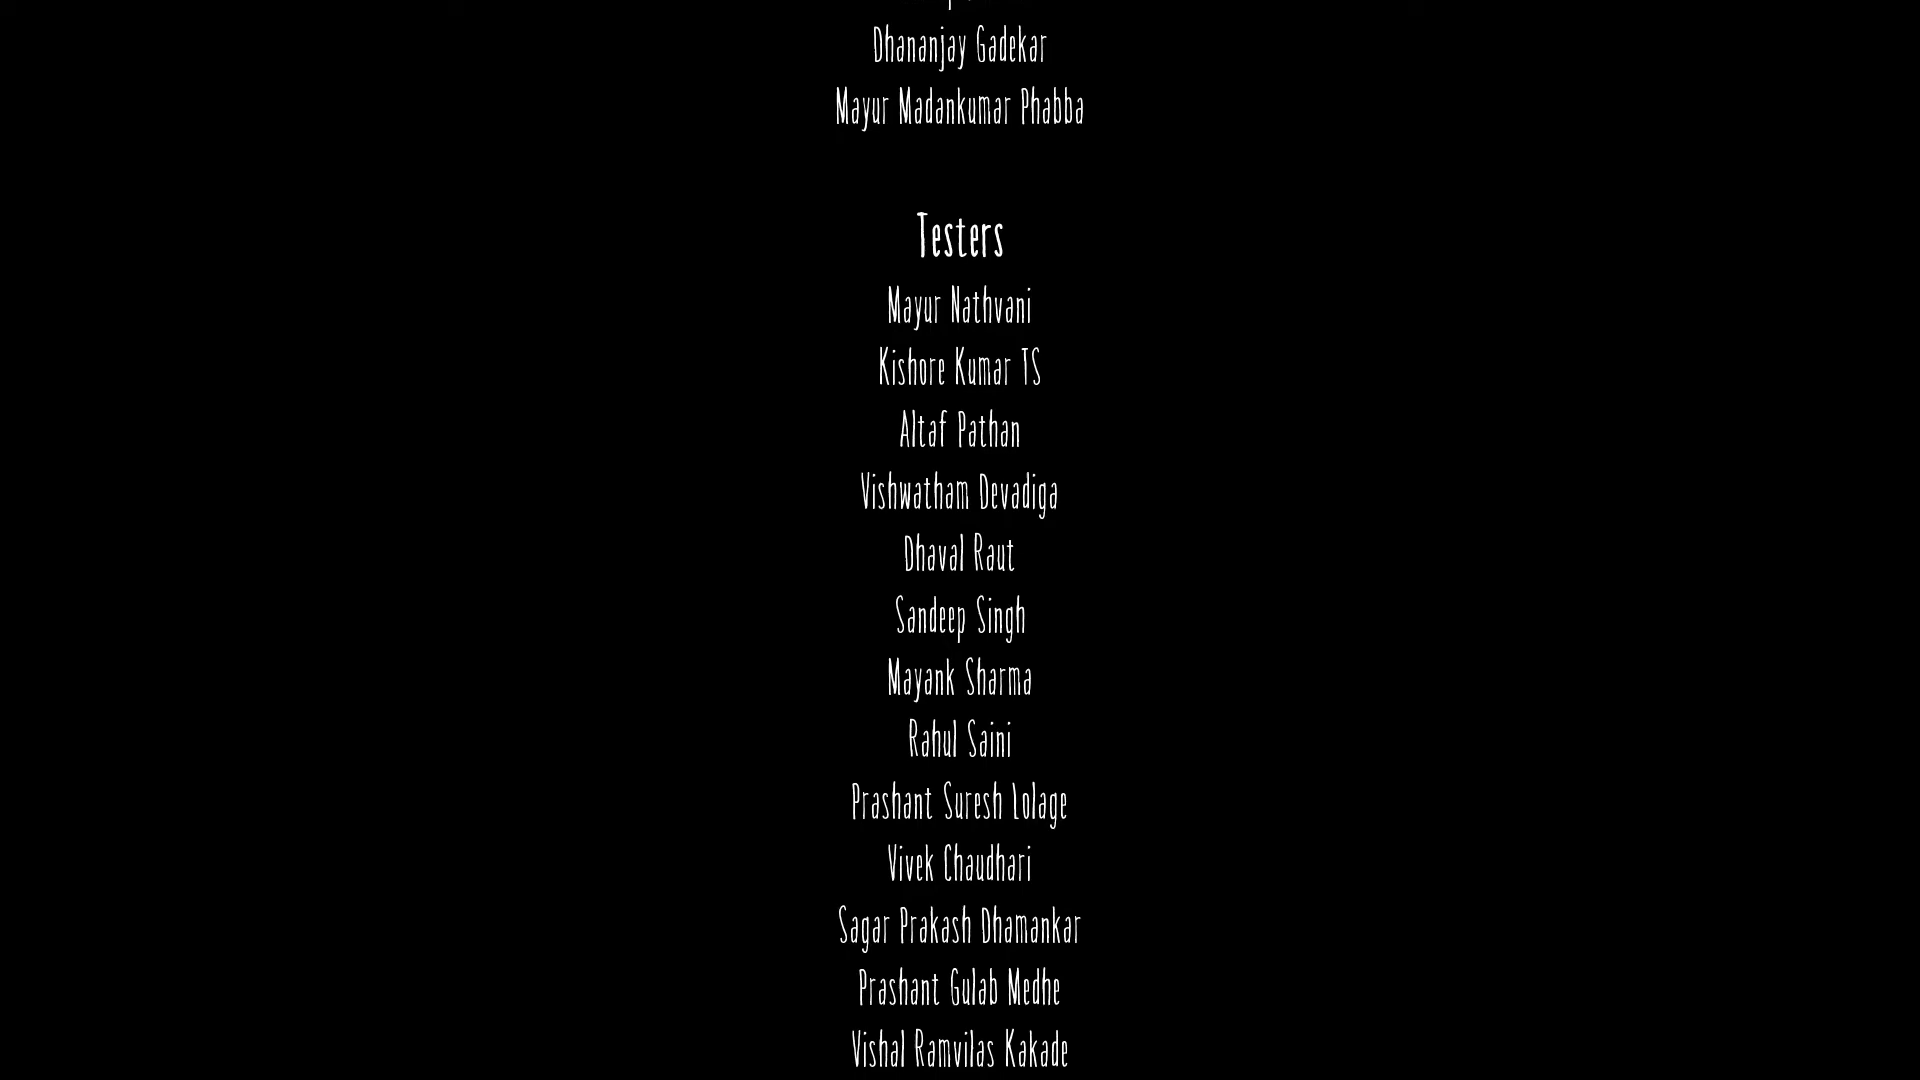 Dhananjay Gadekar
Mayur Madankumar Phabba
Testers
Mayur Nathvani
Kishore Kumar TS
Altaf Pathan
Vishwatham Devadiga
Dhaval Raut
Sandeep Singh
Mayank Sharma
Rahul Saini
Prashant Suresh Lolage
Vivek Chaudhari
Sagar Prakash Dhamankar
Prashant Gulab Medhe
Vishal Ramvilas Kakade